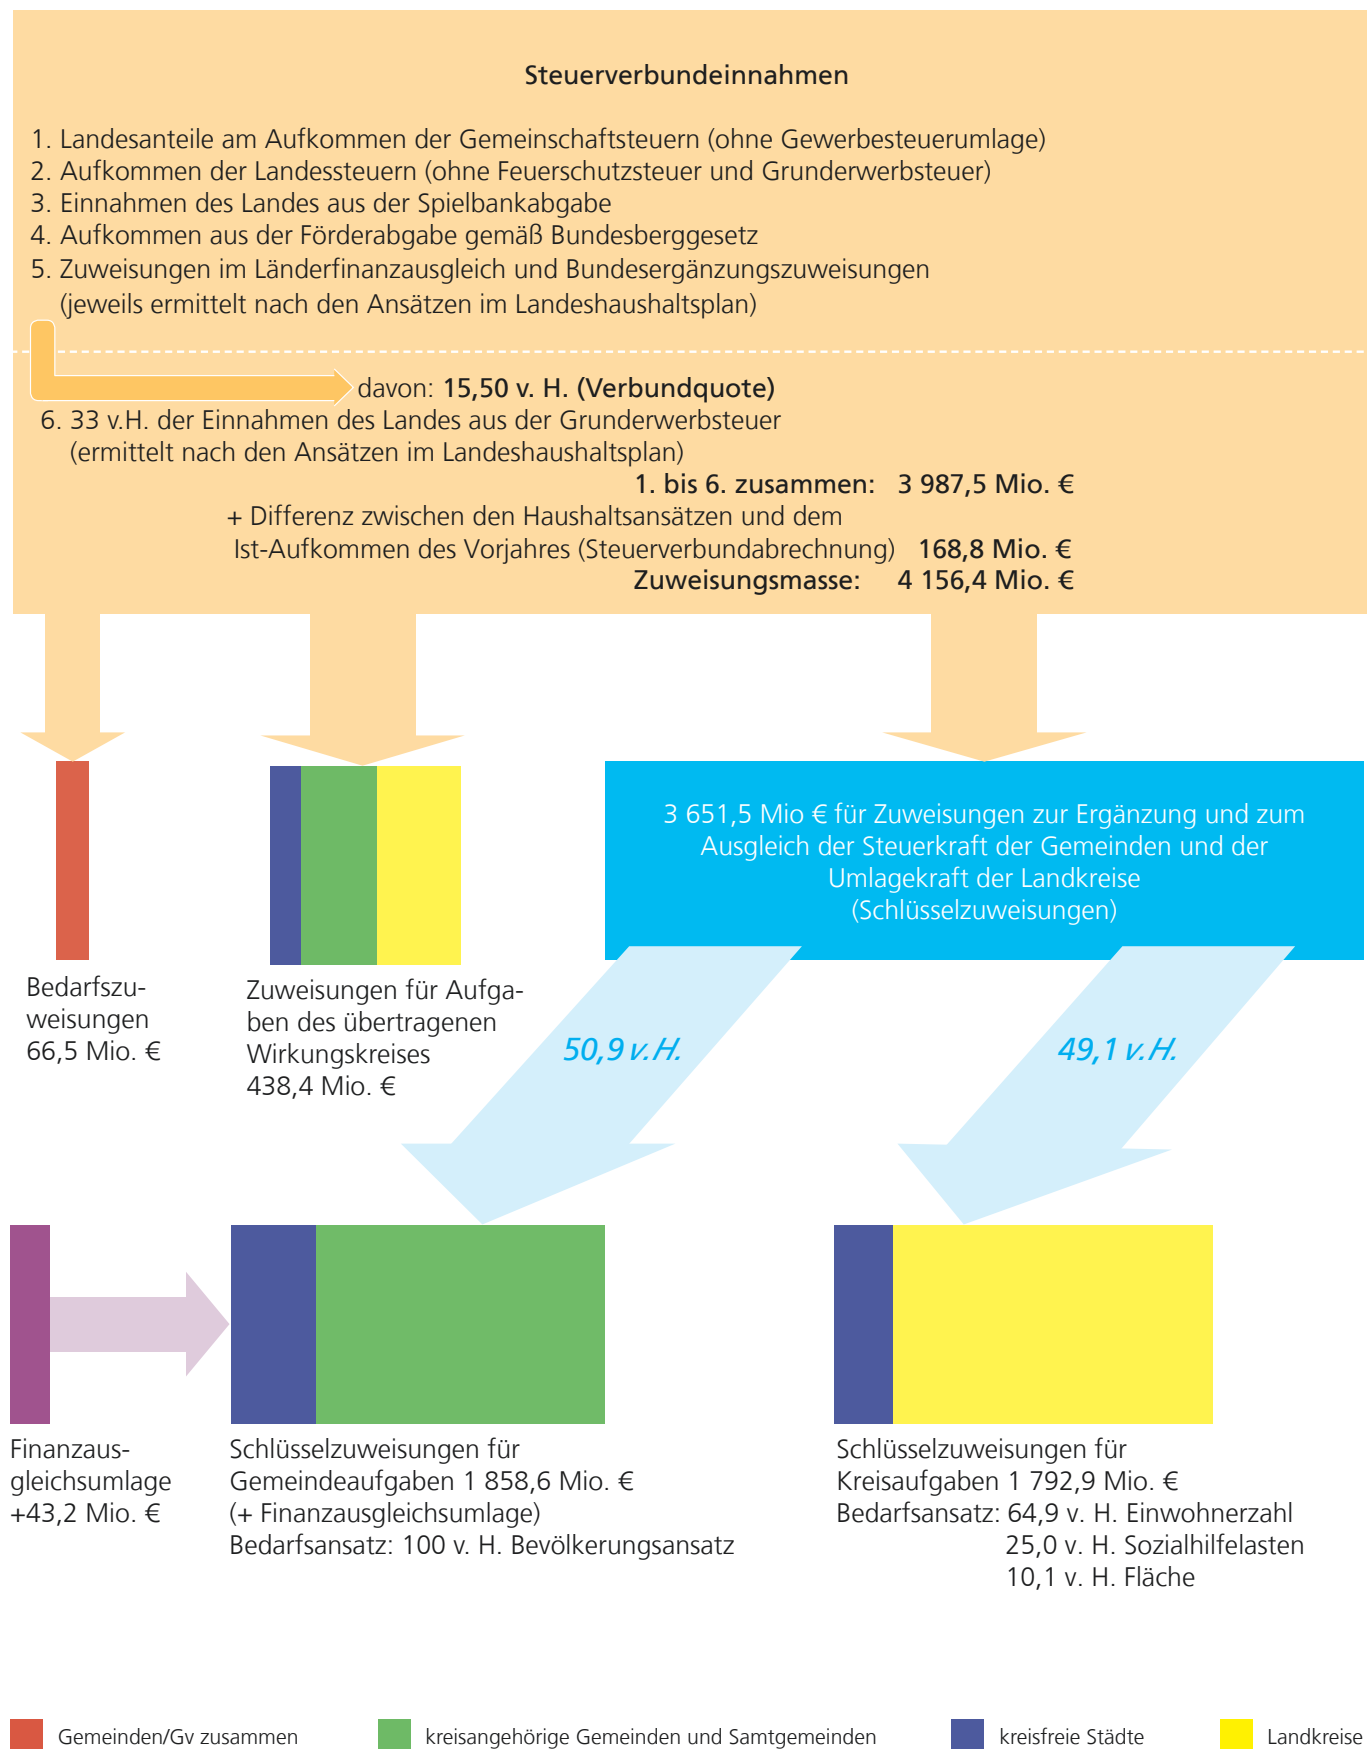 Steuerverbundeinnahmen
1. Landesanteile am Aufkommen der Gemeinschaftsteuern (ohne Gewerbesteuerumlage)
2. Aufkommen der Landessteuern (ohne Feuerschutzsteuer und Grunderwerbsteuer)
3. Einnahmen des Landes aus der Spielbankabgabe
4. Aufkommen aus der Förderabgabe gemäß Bundesberggesetz
5. Zuweisungen im Länderfinanzausgleich und Bundesergänzungszuweisungen
(jeweils ermittelt nach den Ansätzen im Landeshaushaltsplan)
davon: 15,50 v. H. (Verbundquote)
6. 33 v.H. der Einnahmen des Landes aus der Grunderwerbsteuer
(ermittelt nach den Ansätzen im Landeshaushaltsplan)
1. bis 6. zusammen: 3 987,5 Mio. €
+ Differenz zwischen den Haushaltsansätzen und dem
Ist-Aufkommen des Vorjahres (Steuerverbundabrechnung) 168,8 Mio. €
Zuweisungsmasse: 4 156,4 Mio. €
3 651,5 Mio € für Zuweisungen zur Ergänzung und zum
Ausgleich der Steuerkraft der Gemeinden und der
Umlagekraft der Landkreise
(Schlüsselzuweisungen)
Bedarfszu-
weisungen
66,5 Mio. €
Zuweisungen für Aufga-
ben des übertragenen
Wirkungskreises
438,4 Mio. €
50,9 v.H.
49,1 v.H.
Finanzaus-
gleichsumlage
+43,2 Mio. €
Schlüsselzuweisungen für
Gemeindeaufgaben 1 858,6 Mio. €
(+ Finanzausgleichsumlage)
Bedarfsansatz: 100 v. H. Bevölkerungsansatz
Schlüsselzuweisungen für
Kreisaufgaben 1 792,9 Mio. €
Bedarfsansatz: 64,9 v. H. Einwohnerzahl
25,0 v. H. Sozialhilfelasten
10,1 v. H. Fläche
Gemeinden/Gv zusammen
kreisangehörige Gemeinden und Samtgemeinden
kreisfreie Städte
Landkreise